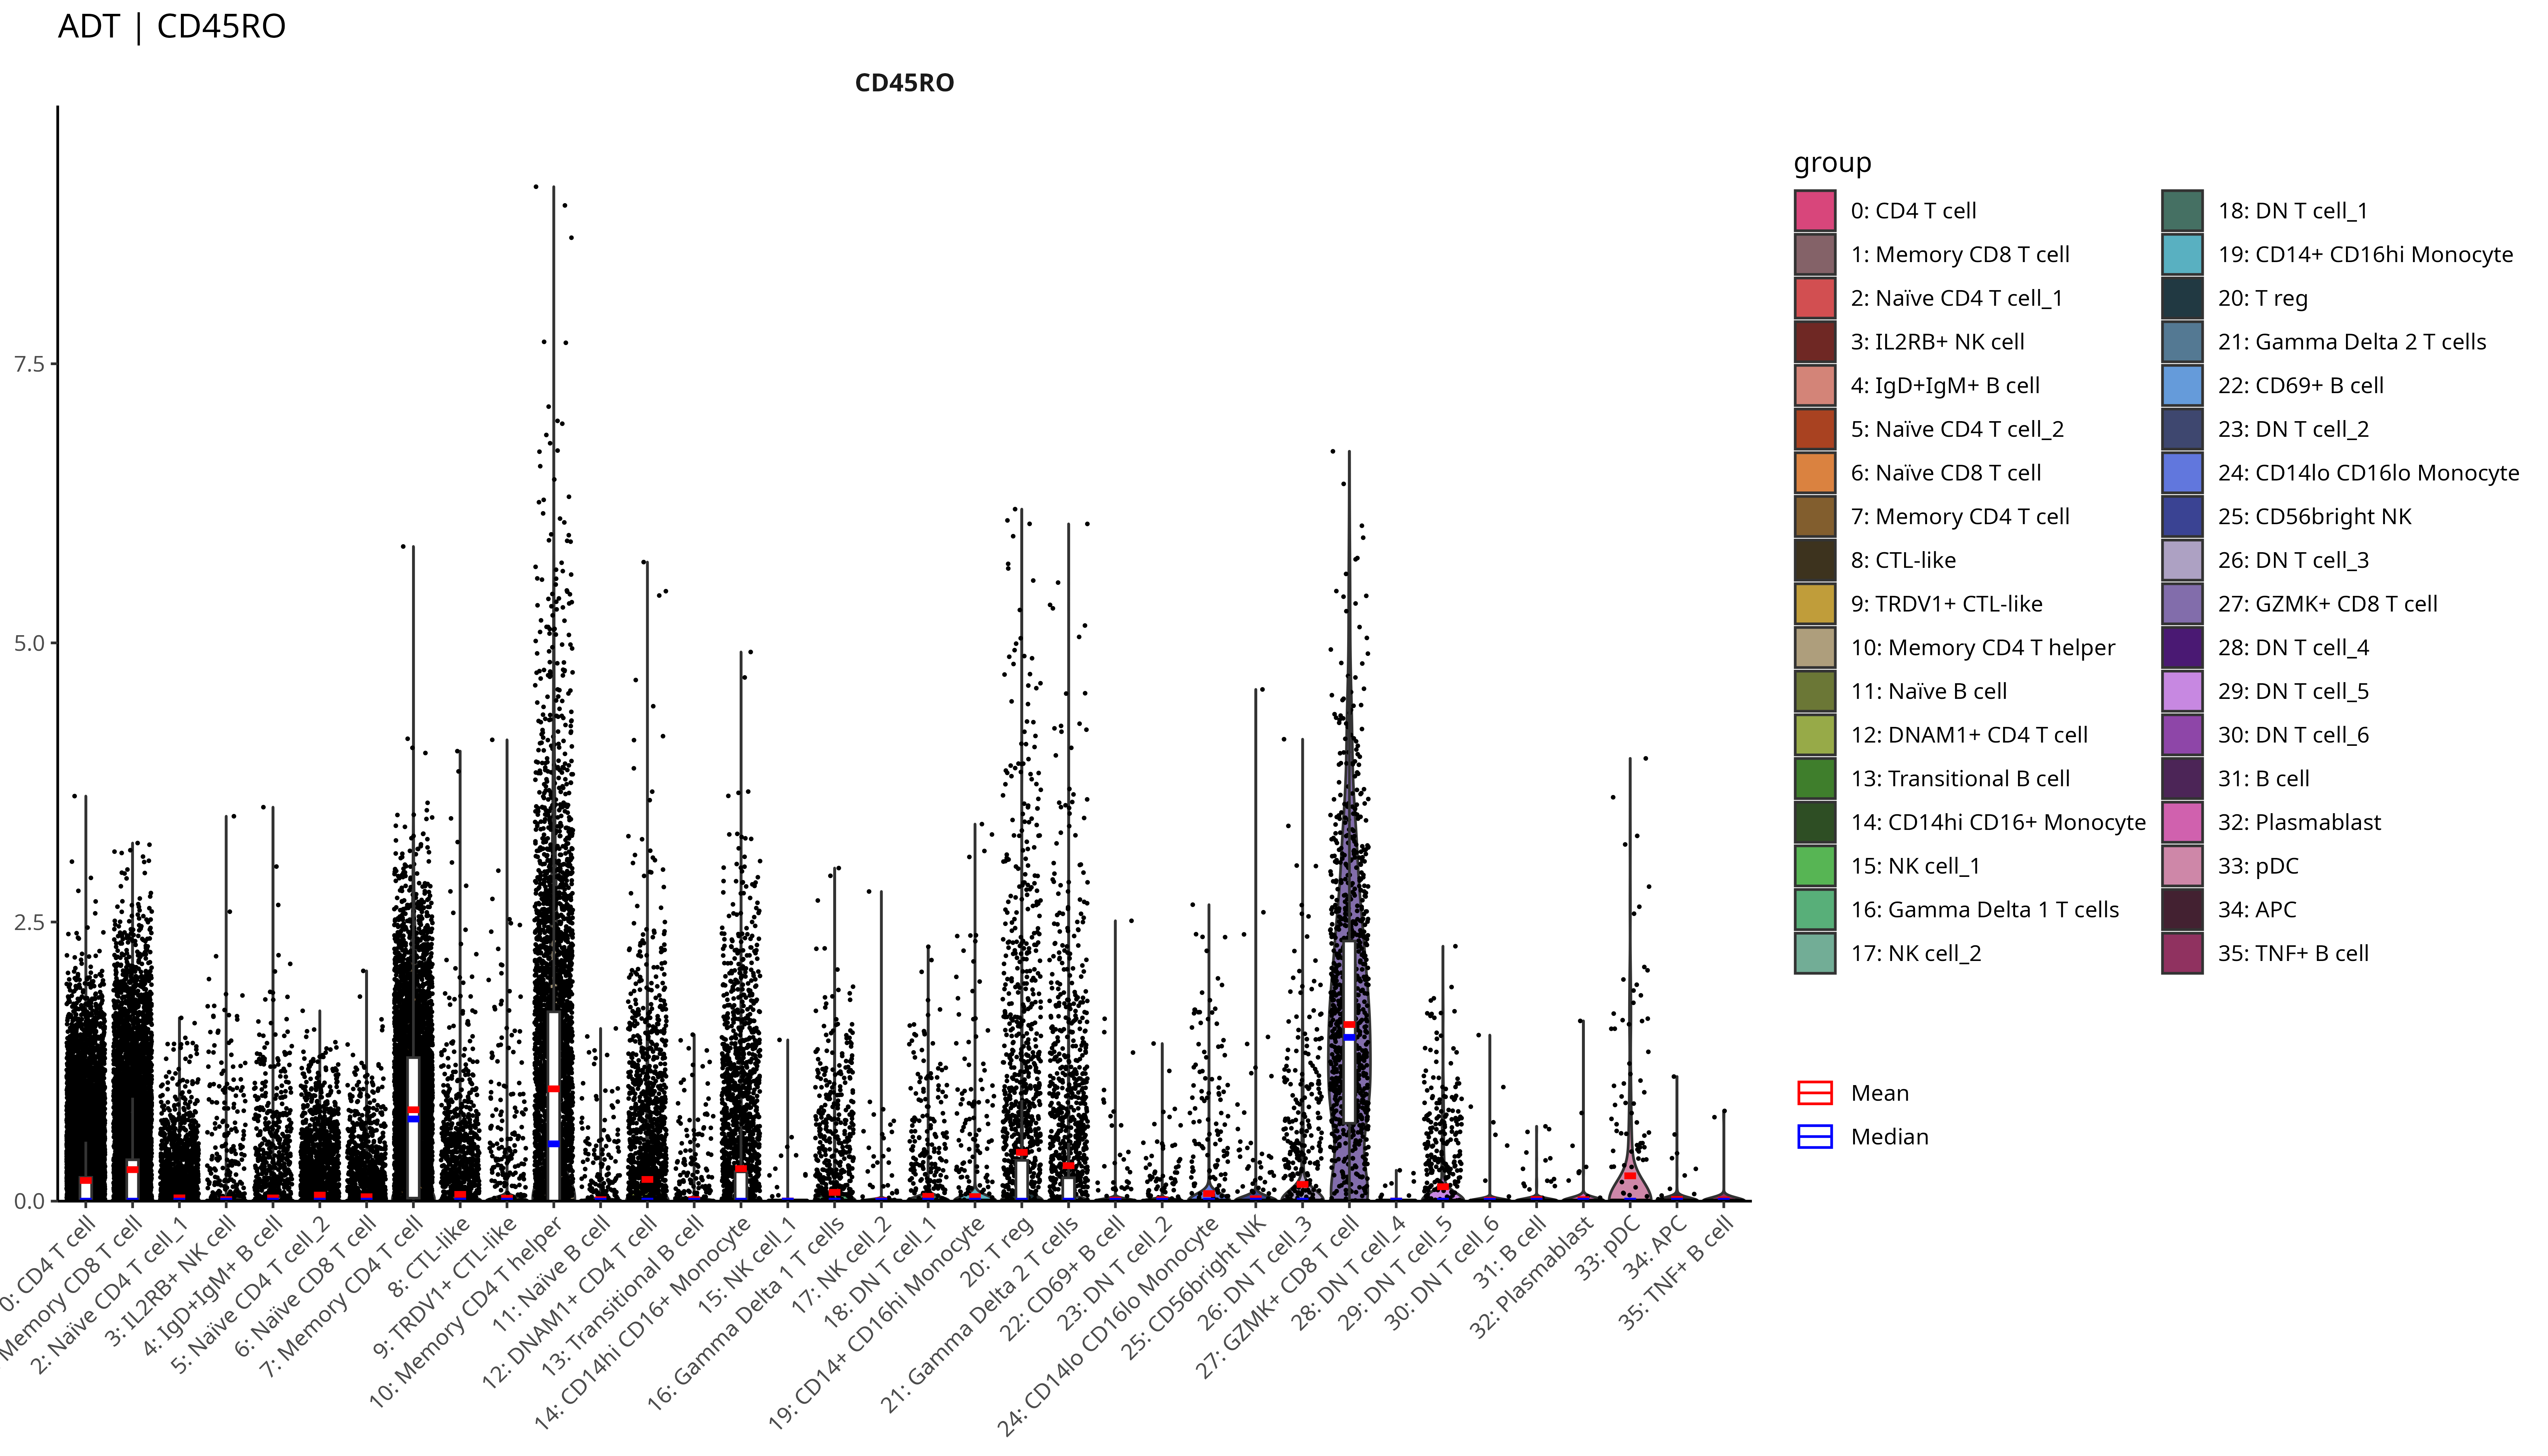 ADT | CD45RO
CD45RO
7.5
5.0
2.5
0.0
0: CD4 T cell
Memory CD8 T cell
2: Naïve CD4 T cell_1
3: IL2RB+ NK cell
4: IgD+IgM+ B cell
5: Naïve CD4 T cell_2
6: Naïve CD8 T cell
7: Memory CD4 T cell
8: CTL-like
9: TRDV1+ CTL-like
10: Memory CD4 T helper
11: Naïve B cell
12: DNAM1+ CD4 T cell
13: Transitional B cell
14: CD14hi CD16+ Monocyte
15: NK cell_1
16: Gamma Delta 1 T cells
17: NK cell_2
18: DN T cell_1
19: CD14+ CD16hi Monocyte
20: T reg
21: Gamma Delta 2 T cells
22: CD69+ B cell
23: DN T cell_2
24: CD14lo CD16lo Monocyte
25: CD56bright NK
26: DN T cell_3
27: GZMK+ CD8 T cell
28: DN T cell_4
29: DN T cell_5
30: DN T cell_6
31: B cell
32: Plasmablast
33: pDC
34: APC
35: TNF+ B cell
group
0: CD4 T cell
1: Memory CD8 T cell
2: Naïve CD4 T cell_1
3: IL2RB+ NK cell
4: IgD+IgM+ B cell
5: Naïve CD4 T cell_2
6: Naïve CD8 T cell
7: Memory CD4 T cell
8: CTL-like
9: TRDV1+ CTL-like
10: Memory CD4 T helper
11: Naïve B cell
12: DNAM1+ CD4 T cell
13: Transitional B cell
14: CD14hi CD16+ Monocyte
15: NK cell_1
16: Gamma Delta 1 T cells
17: NK cell_2
18: DN T cell_1
19: CD14+ CD16hi Monocyte
20: T reg
21: Gamma Delta 2 T cells
22: CD69+ B cell
23: DN T cell_2
24: CD14lo CD16lo Monocyte
25: CD56bright NK
26: DN T cell_3
27: GZMK+ CD8 T cell
28: DN T cell_4
29: DN T cell_5
30: DN T cell_6
31: B cell
32: Plasmablast
33: pDC
34: APC
35: TNF+ B cell
Mean
Median